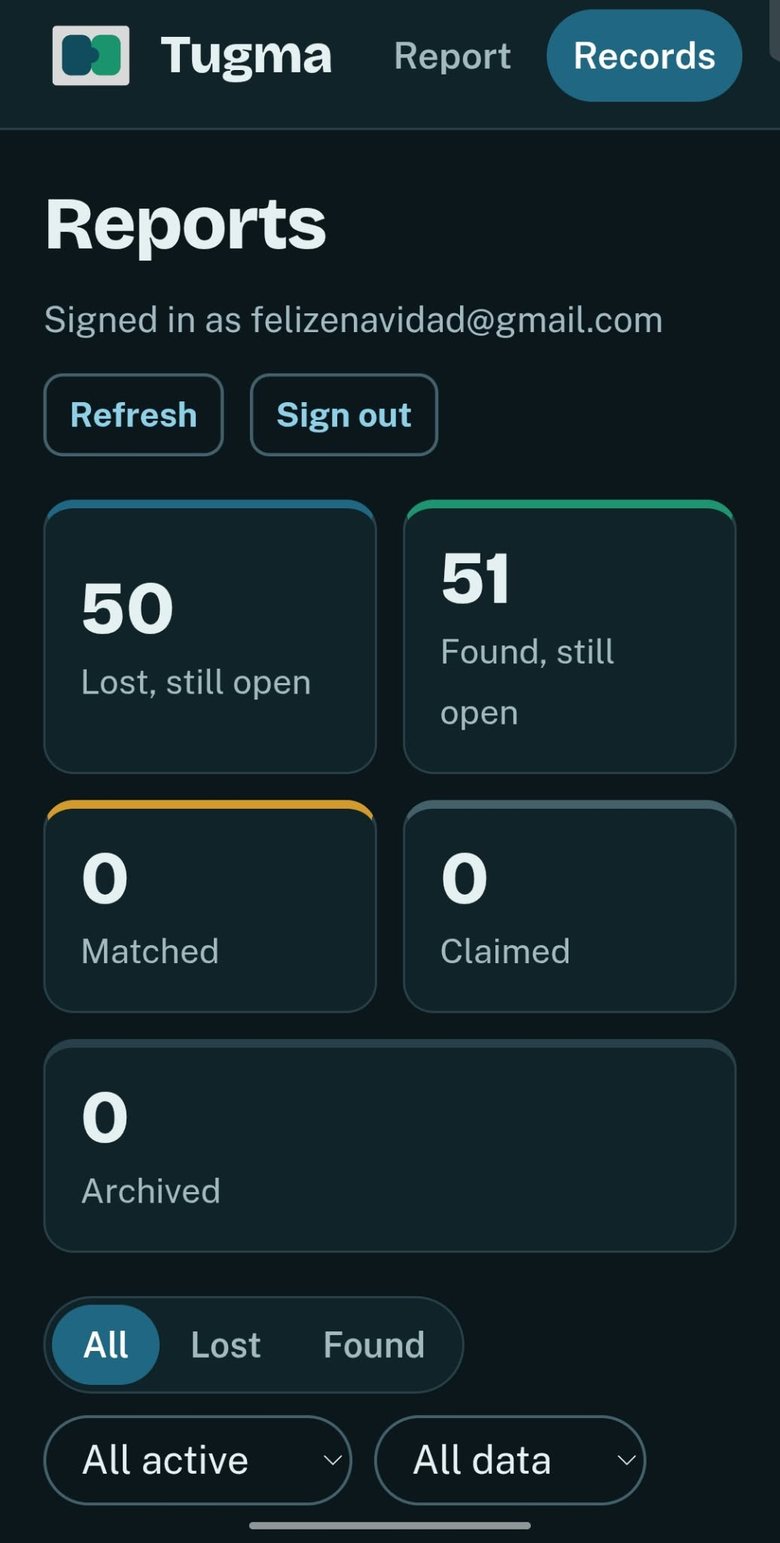 Tugma Report Records
Reports
Signed in as felizenavidad@gmail.com
Refresh Sign out
50
Lost, still open
51
Found, still
open
0
Matched
0
Claimed
0
Archived
All Lost Found
All active All data